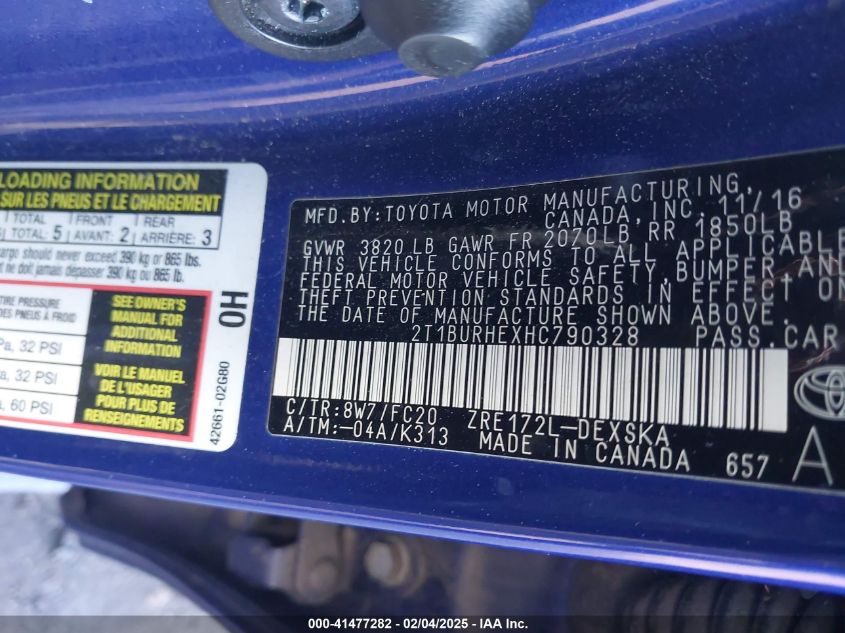 LOADING INFORMATION
SUR LES PNEUS ET LE CHARGEMENT
TOTAL FRONT REAR
TOTAL: 5 AVANT: 2 ARRIÈRE: 3
cargo should never exceed 390 kg or 865 lbs.
ne doit jamais dépasser 390 kg ou 865 lb.
TIRE PRESSURE
DES PNEUS À FROID
Pa, 32 PSI
a, 32 PSI
a, 60 PSI
SEE OWNER'S
MANUAL FOR
ADDITIONAL
INFORMATION
VOIR LE MANUEL
DE L'USAGER
POUR PLUS DE
RENSEIGNEMENTS
OH
42661-02G80
MFD.BY:TOYOTA MOTOR MANUFACTURING,
CANADA, INC. 11/16
GVWR 3820 LB GAWR FR 2070LB RR 1850LB
THIS VEHICLE CONFORMS TO ALL APPLICABLE
FEDERAL MOTOR VEHICLE SAFETY, BUMPER AND
THEFT PREVENTION STANDARDS IN EFFECT ON
THE DATE OF MANUFACTURE SHOWN ABOVE.
2T1BURHEXHC790328 PASS.CAR
C/TR:8W7/FC20 ZRE172L-DEXSKA
A/TM:-04A/K313 MADE IN CANADA 657 A
000-41477282 - 02/04/2025 - IAA Inc.